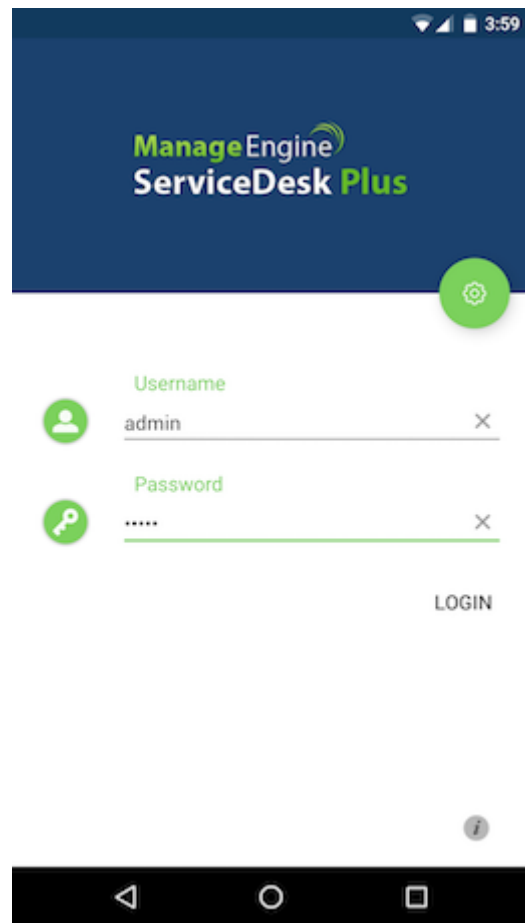 3:59
ManageEngine
ServiceDesk Plus
Username
admin
Password
•••••
LOGIN
i